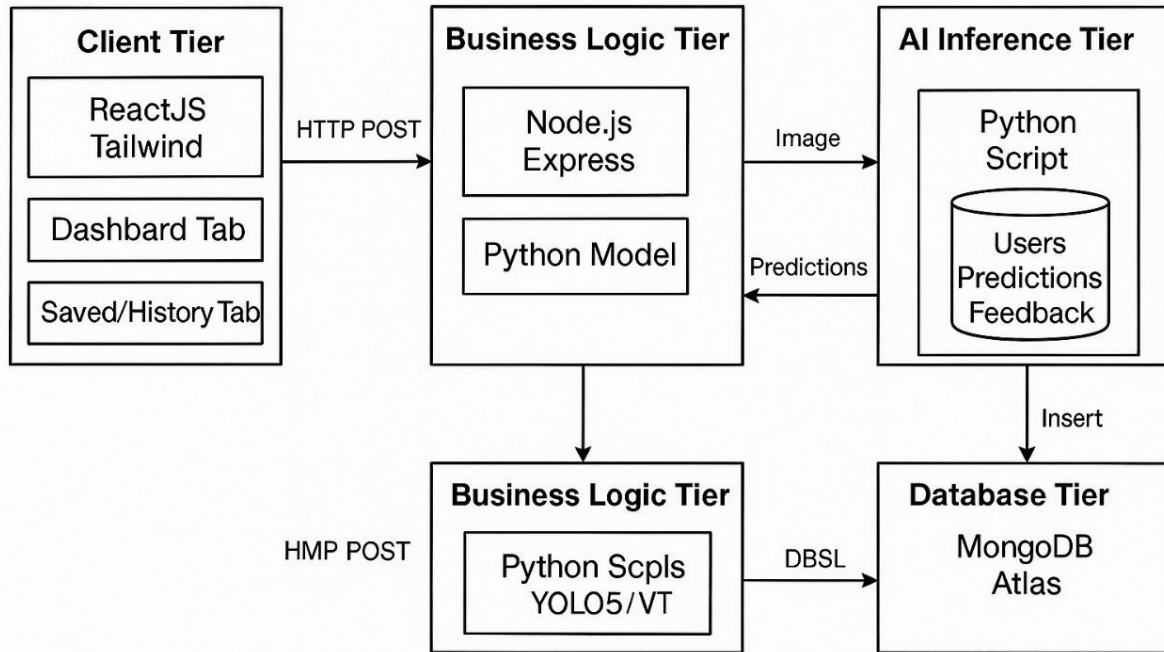 Client Tier
ReactJS
Tailwind
Dashbard Tab
Saved/History Tab
HTTP POST
Business Logic Tier
Node.js
Express
Python Model
Image
Predictions
AI Inference Tier
Python
Script
Users
Predictions
Feedback
Insert
HMP POST
Business Logic Tier
Python Scpls
YOLO5/VT
DBSL
Database Tier
MongoDB
Atlas